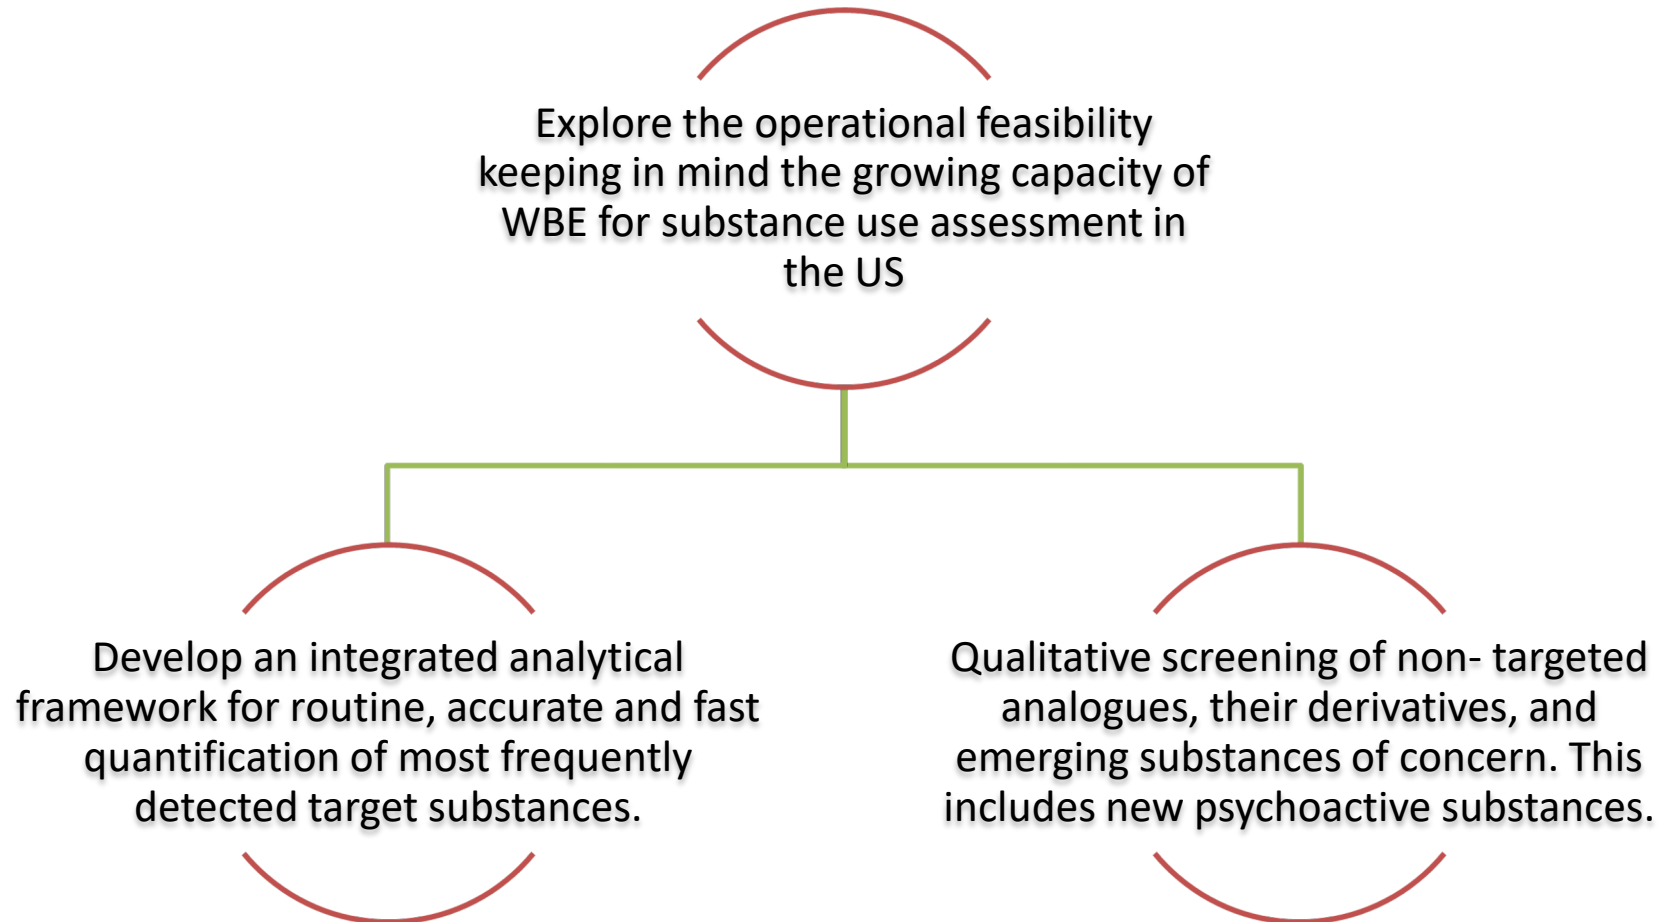 Explore the operational feasibility
keeping in mind the growing capacity of
WBE for substance use assessment in
the US
Develop an integrated analytical
framework for routine, accurate and fast
quantification of most frequently
detected target substances.
Qualitative screening of non- targeted
analogues, their derivatives, and
emerging substances of concern. This
includes new psychoactive substances.